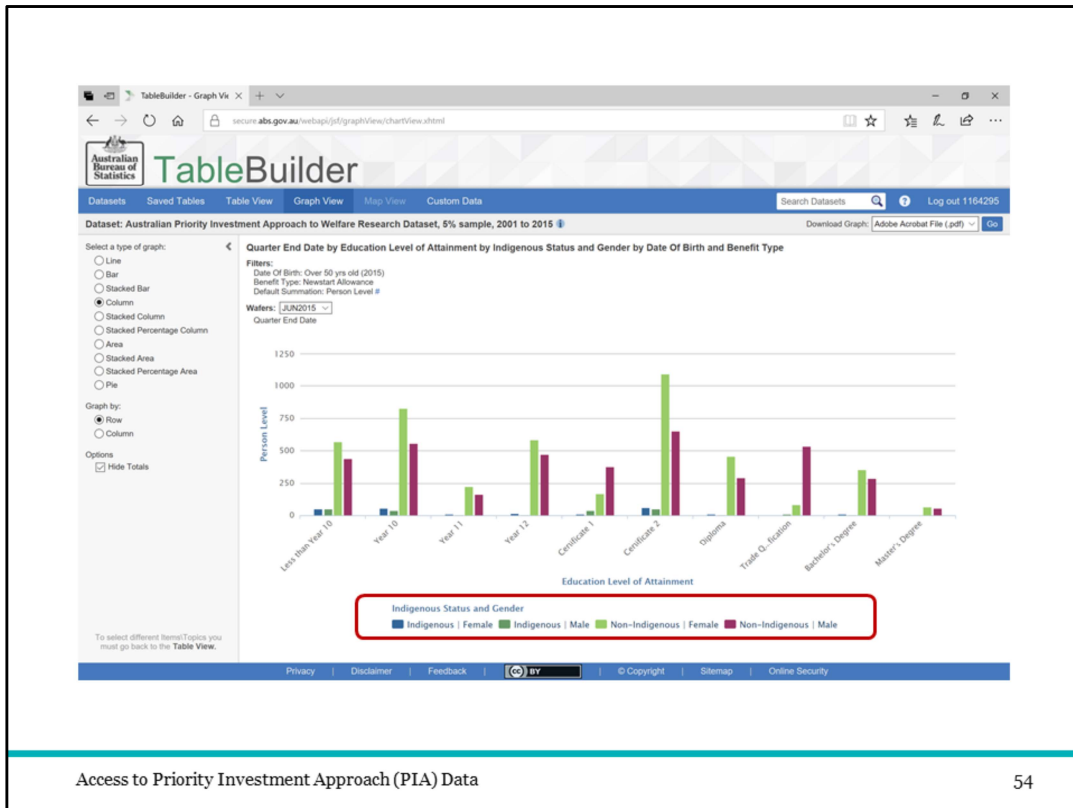 TableBuilder - Graph Vie
secure.abs.gov.au/webapi/jsf/graphView/chartView.xhtml
Australian
Bureau of
Statistics
TableBuilder
Datasets Saved Tables Table View Graph View Map View Custom Data Search Datasets ? Log out 1164295
Dataset: Australian Priority Investment Approach to Welfare Research Dataset, 5% sample, 2001 to 2015 i Download Graph: Adobe Acrobat File (.pdf) Go
Select a type of graph:
Line
Bar
Stacked Bar
Column
Stacked Column
Stacked Percentage Column
Area
Stacked Area
Stacked Percentage Area
Pie
Graph by:
Row
Column
Options
Hide Totals
To select different Items\Topics you
must go back to the Table View.
Quarter End Date by Education Level of Attainment by Indigenous Status and Gender by Date Of Birth and Benefit Type
Filters:
Date Of Birth: Over 50 yrs old (2015)
Benefit Type: Newstart Allowance
Default Summation: Person Level #
Wafers: JUN2015
Quarter End Date
1250
1000
750
500
250
0
Person Level
Less than Year 10
Year 10
Year 11
Year 12
Certificate 1
Certificate 2
Diploma
Trade Q...fication
Bachelor's Degree
Master's Degree
Education Level of Attainment
Indigenous Status and Gender
Indigenous | Female Indigenous | Male Non-Indigenous | Female Non-Indigenous | Male
Privacy | Disclaimer | Feedback | cc BY | © Copyright | Sitemap | Online Security
Access to Priority Investment Approach (PIA) Data 54